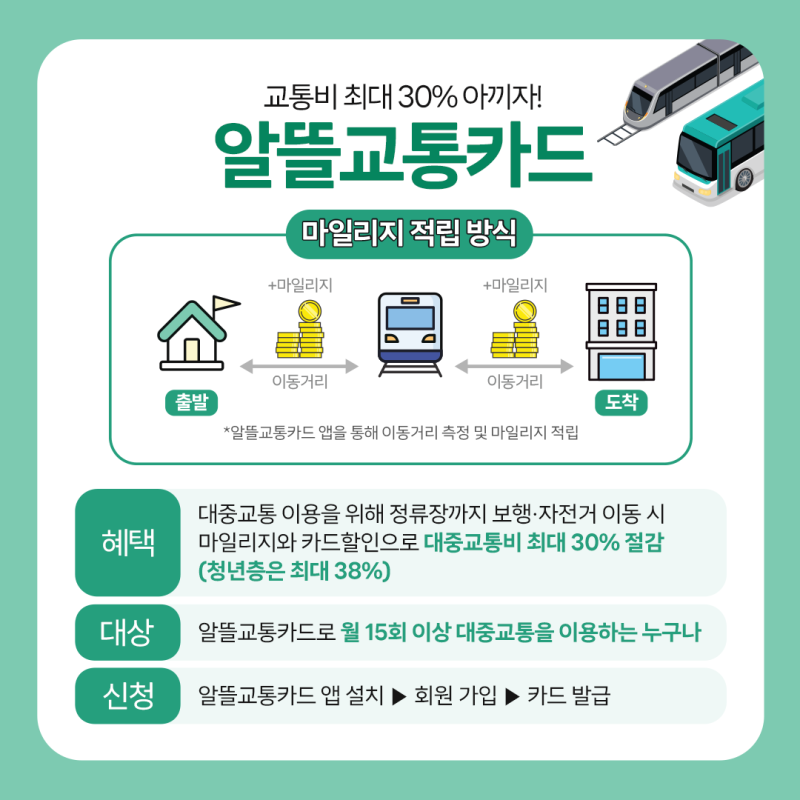 교통비 최대 30% 아끼자!
알뜰교통카드
마일리지 적립 방식
+마일리지
+마일리지
이동거리
이동거리
출발
도착
*알뜰교통카드 앱을 통해 이동거리 측정 및 마일리지 적립
혜택
대중교통 이용을 위해 정류장까지 보행·자전거 이동 시
마일리지와 카드할인으로 대중교통비 최대 30% 절감
(청년층은 최대 38%)
대상
알뜰교통카드로 월 15회 이상 대중교통을 이용하는 누구나
신청
알뜰교통카드 앱 설치 ▶ 회원 가입 ▶ 카드 발급